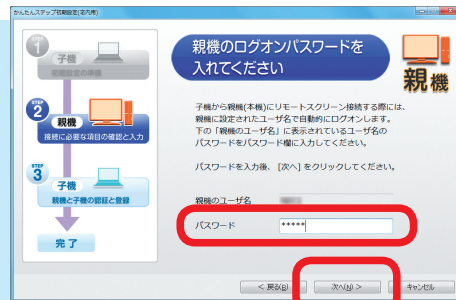 かんたんステップ初期設定(宅内用)
1
子機
初期設定の準備
STEP
2
親機
接続に必要な項目の確認と入力
STEP
3
子機
親機と子機の認証と登録
完了
親機のログオンパスワードを
入れてください
親機
子機から親機(本機)にリモートスクリーン接続する際には、
親機に設定されたユーザ名で自動的にログオンします。
下の「親機のユーザ名」に表示されているユーザ名の
パスワードをパスワード欄に入力してください。
パスワードを入力後、[次へ]をクリックしてください。
親機のユーザ名
パスワード
*****
< 戻る(B)
次へ(N) >
キャンセル